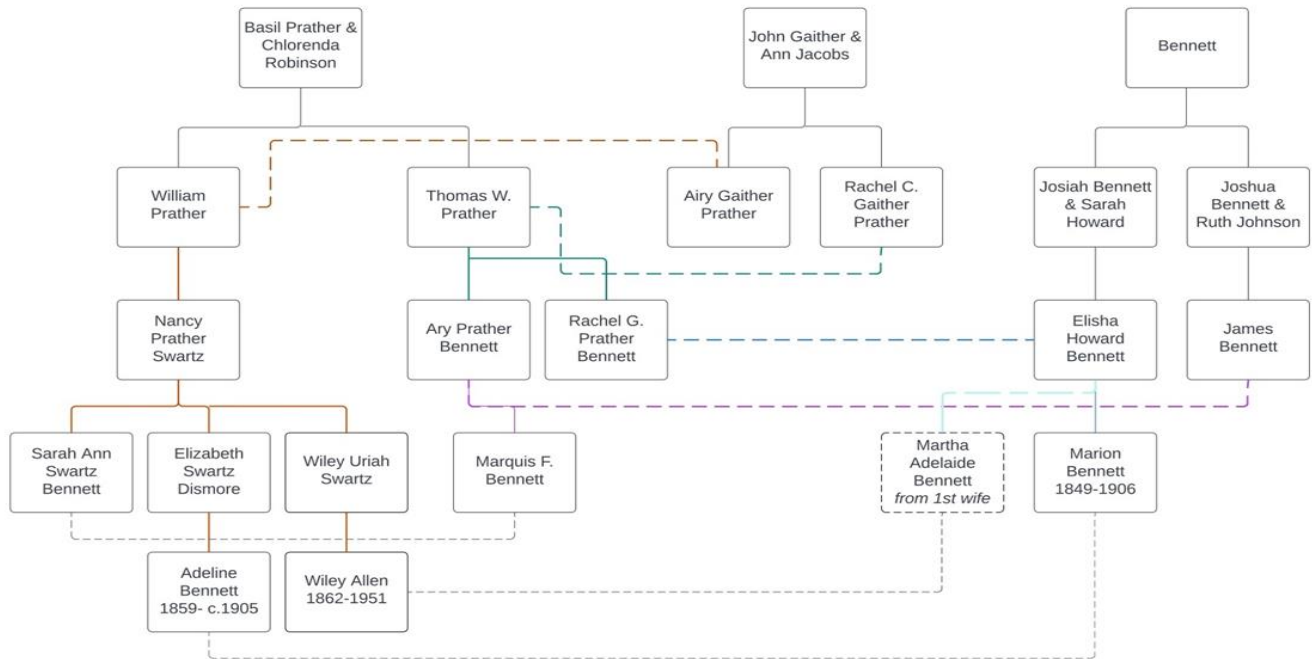 Basil Prather &
Chlorenda
Robinson
John Gaither &
Ann Jacobs
Bennett
William
Prather
Thomas W.
Prather
Airy Gaither
Prather
Rachel C.
Gaither
Prather
Josiah Bennett
& Sarah
Howard
Joshua
Bennett &
Ruth Johnson
Nancy
Prather
Swartz
Ary Prather
Bennett
Rachel G.
Prather
Bennett
Elisha
Howard
Bennett
James
Bennett
Sarah Ann
Swartz
Bennett
Elizabeth
Swartz
Dismore
Wiley Uriah
Swartz
Marquis F.
Bennett
Martha
Adelaide
Bennett
from 1st wife
Marion
Bennett
1849-1906
Adeline
Bennett
1859- c.1905
Wiley Allen
1862-1951